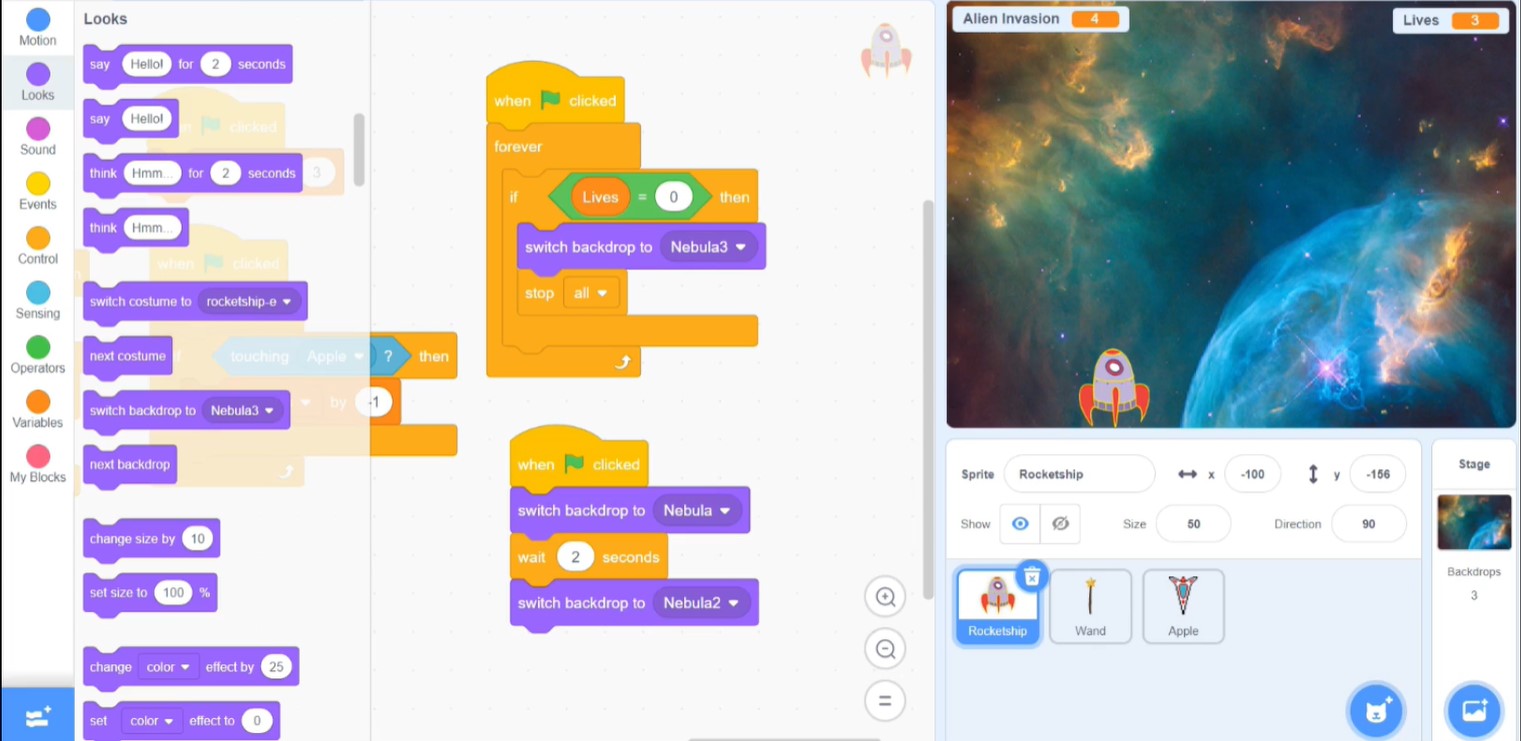 Motion
Looks
Sound
Events
Control
Sensing
Operators
Variables
My Blocks
Looks
say Hello! for 2 seconds
say Hello!
think Hmm... for 2 seconds
think Hmm...
switch costume to rocketship-e
next costume
switch backdrop to Nebula3
next backdrop
change size by 10
set size to 100 %
change color effect by 25
set color effect to 0
clicked
3
when clicked
touching Apple ? then
by -1
when clicked
forever
if Lives = 0 then
switch backdrop to Nebula3
stop all
when clicked
switch backdrop to Nebula
wait 2 seconds
switch backdrop to Nebula2
Alien Invasion 4
Lives 3
Sprite Rocketship x -100 y -156
Show Size 50 Direction 90
Rocketship
Wand
Apple
Stage
Backdrops
3